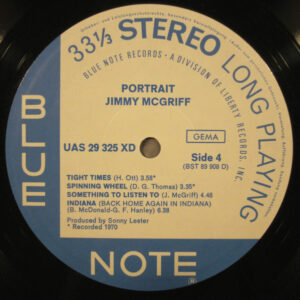 33⅓ STEREO LONG PLAYING
BLUE NOTE RECORDS · A DIVISION OF LIBERTY RECORDS, INC.
PORTRAIT
JIMMY MCGRIFF
GEMA
UAS 29 325 XD
Side 4
(BST 89 908 D)
TIGHT TIMES (H. Ott) 3.58*
SPINNING WHEEL (D. G. Thomas) 3.35*
SOMETHING TO LISTEN TO (J. McGriff) 4.46
INDIANA (BACK HOME AGAIN IN INDIANA)
(B. McDonald-G. F. Hanley) 6.38
Produced by Sonny Lester
* Recorded 1970
BLUE
NOTE